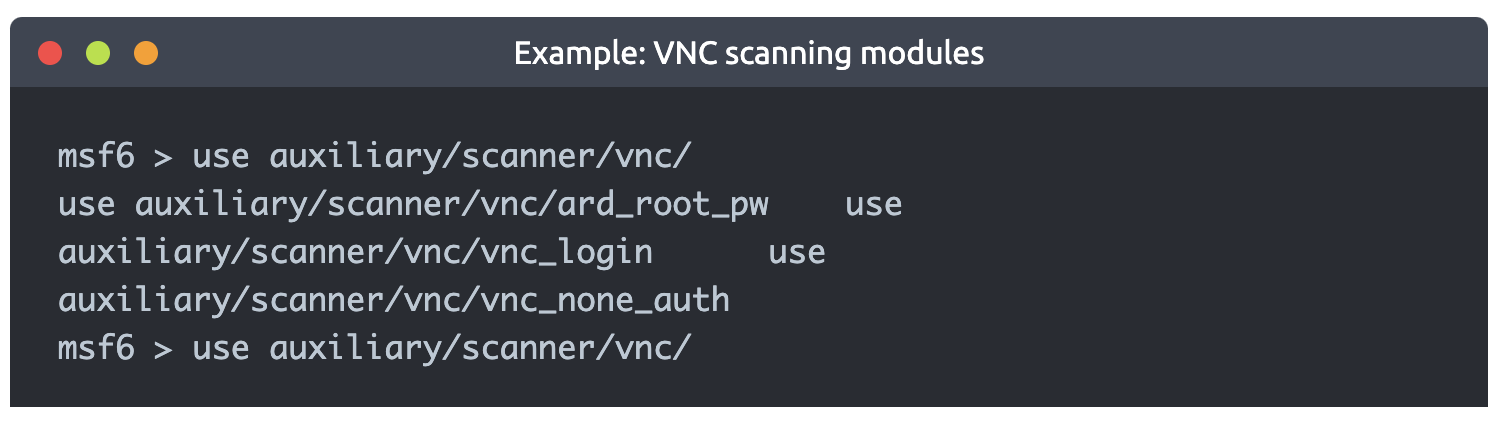 Example: VNC scanning modules
msf6 > use auxiliary/scanner/vnc/
use auxiliary/scanner/vnc/ard_root_pw    use
auxiliary/scanner/vnc/vnc_login      use
auxiliary/scanner/vnc/vnc_none_auth
msf6 > use auxiliary/scanner/vnc/